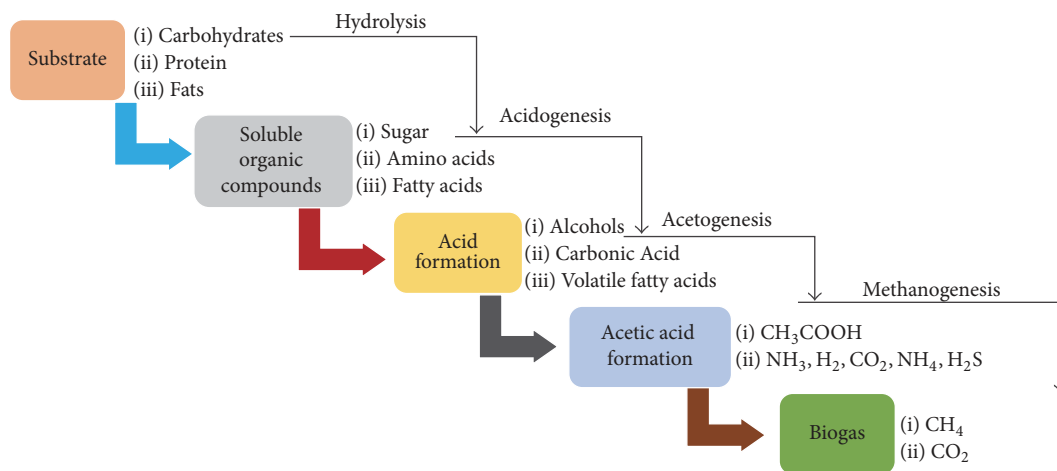 Substrate
(i) Carbohydrates
(ii) Protein
(iii) Fats
Hydrolysis
Soluble
organic
compounds
(i) Sugar
(ii) Amino acids
(iii) Fatty acids
Acidogenesis
Acid
formation
(i) Alcohols
(ii) Carbonic Acid
(iii) Volatile fatty acids
Acetogenesis
Acetic acid
formation
(i) CH₃COOH
(ii) NH₃, H₂, CO₂, NH₄, H₂S
Methanogenesis
Biogas
(i) CH₄
(ii) CO₂